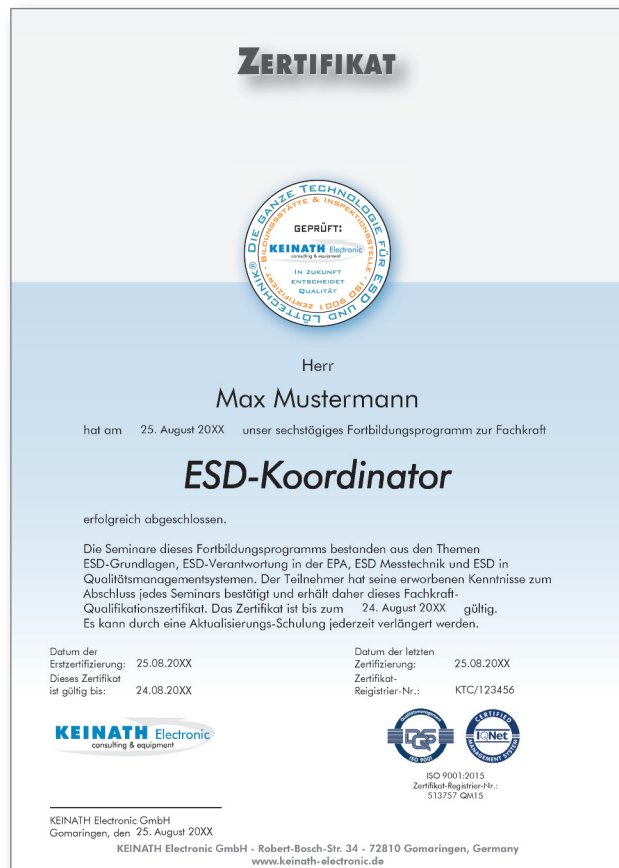 ZERTIFIKAT
DIE GANZE TECHNOLOGIE FÜR ESD UND LÖTTECHNIK®
BILDUNGSSTÄTTE & INSPEKTIONSSTELLE - ISO 9001 ZERTIFIZIERT -
GEPRÜFT:
KEINATH Electronic
consulting & equipment
IN ZUKUNFT
ENTSCHEIDET
QUALITÄT
Herr
Max Mustermann
hat am 25. August 20XX unser sechstägiges Fortbildungsprogramm zur Fachkraft
ESD-Koordinator
erfolgreich abgeschlossen.
Die Seminare dieses Fortbildungsprogramms bestanden aus den Themen
ESD-Grundlagen, ESD-Verantwortung in der EPA, ESD Messtechnik und ESD in
Qualitätsmanagementsystemen. Der Teilnehmer hat seine erworbenen Kenntnisse zum
Abschluss jedes Seminars bestätigt und erhält daher dieses Fachkraft-
Qualifikationszertifikat. Das Zertifikat ist bis zum 24. August 20XX gültig.
Es kann durch eine Aktualisierungs-Schulung jederzeit verlängert werden.
Datum der
Erstzertifizierung: 25.08.20XX
Dieses Zertifikat
ist gültig bis: 24.08.20XX
Datum der letzten
Zertifizierung: 25.08.20XX
Zertifikat-
Reigistrier-Nr.: KTC/123456
KEINATH Electronic
consulting & equipment
Qualitätsmanagement
DQS
ISO 9001
CERTIFIED
IQNet
MANAGEMENT SYSTEM
ISO 9001:2015
Zertifikat-Registrier-Nr.:
513757 QM15
KEINATH Electronic GmbH
Gomaringen, den 25. August 20XX
KEINATH Electronic GmbH - Robert-Bosch-Str. 34 - 72810 Gomaringen, Germany
www.keinath-electronic.de